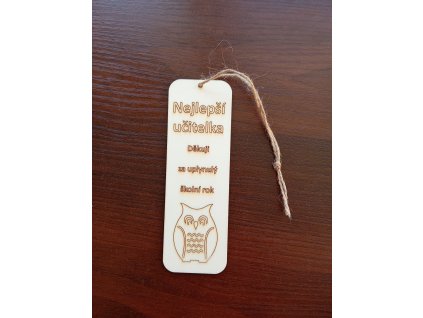 Nejlepší
učitelka
Děkuji
za uplynulý
školní rok